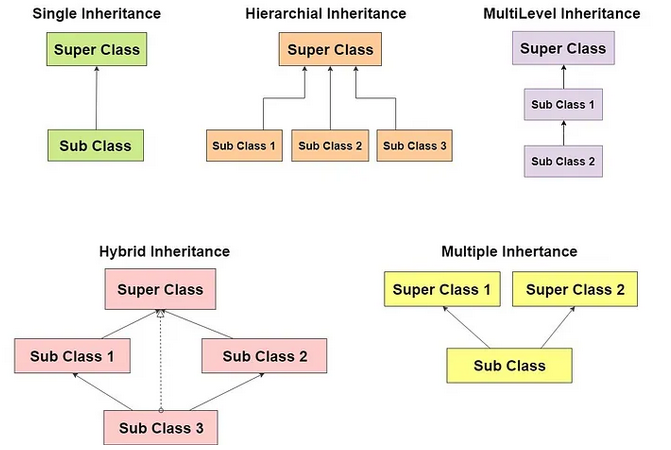 Single Inheritance
Super Class
Sub Class
Hierarchial Inheritance
Super Class
Sub Class 1
Sub Class 2
Sub Class 3
MultiLevel Inheritance
Super Class
Sub Class 1
Sub Class 2
Hybrid Inheritance
Super Class
Sub Class 1
Sub Class 2
Sub Class 3
Multiple Inhertance
Super Class 1
Super Class 2
Sub Class